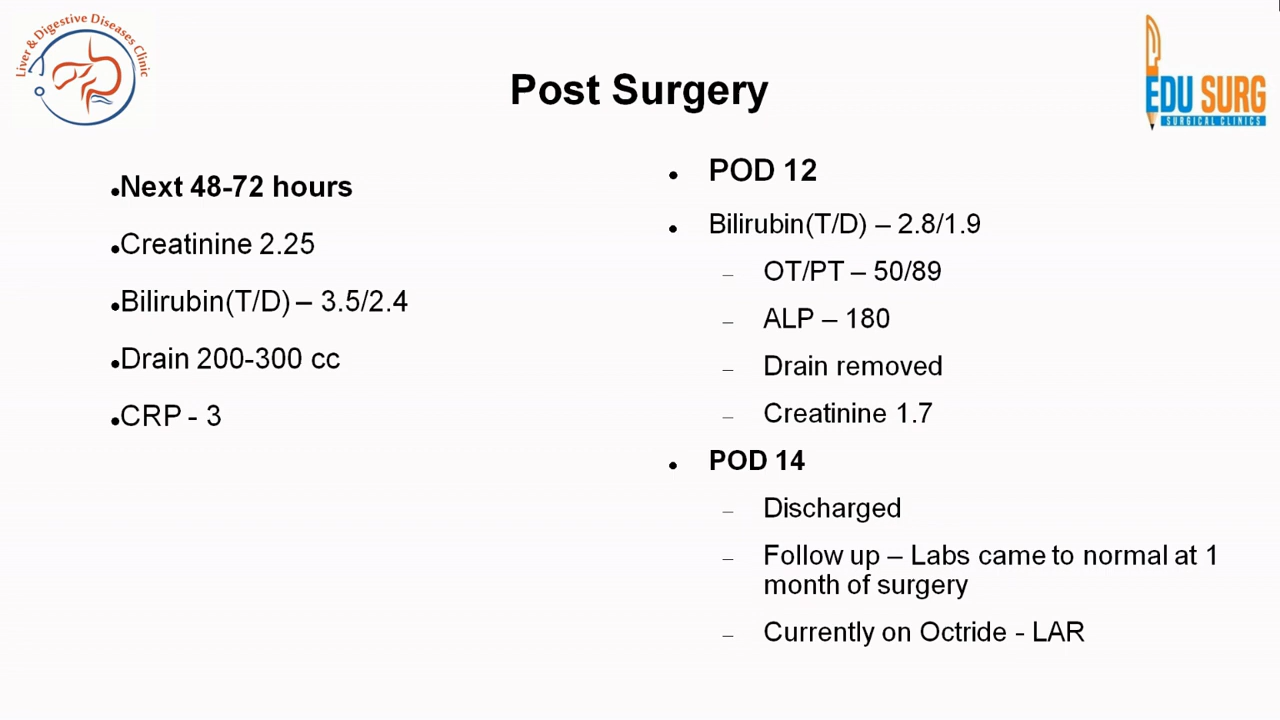 Liver & Digestive Diseases Clinic
EDU SURG
SURGICAL CLINICS
Post Surgery
•Next 48-72 hours
•Creatinine 2.25
•Bilirubin(T/D) – 3.5/2.4
•Drain 200-300 cc
•CRP - 3
• POD 12
• Bilirubin(T/D) – 2.8/1.9
– OT/PT – 50/89
– ALP – 180
– Drain removed
– Creatinine 1.7
• POD 14
– Discharged
– Follow up – Labs came to normal at 1
month of surgery
– Currently on Octride - LAR